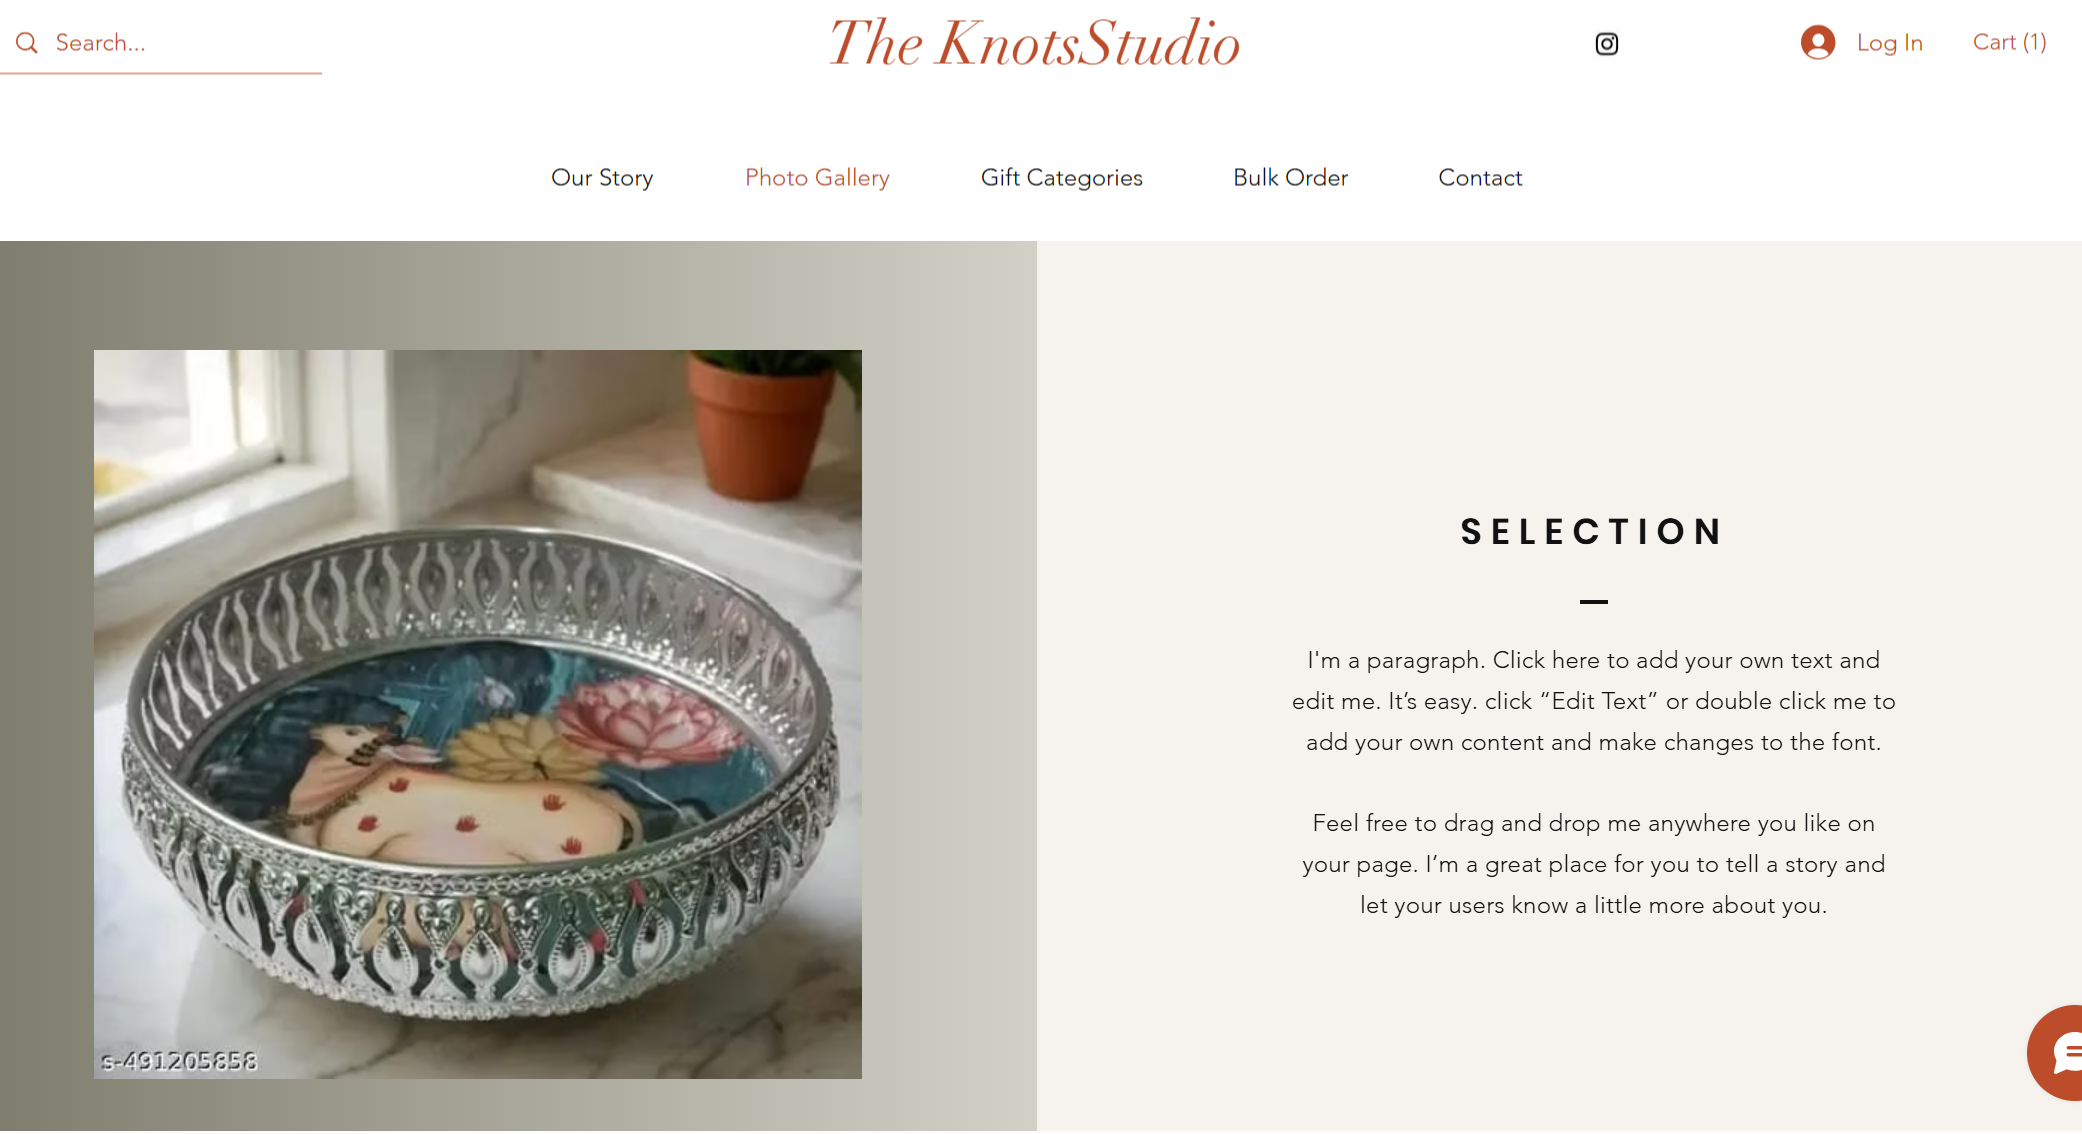 Search...
The KnotsStudio
Log In
Cart (1)
Our Story
Photo Gallery
Gift Categories
Bulk Order
Contact
SELECTION
I'm a paragraph. Click here to add your own text and
edit me. It’s easy. click “Edit Text” or double click me to
add your own content and make changes to the font.
Feel free to drag and drop me anywhere you like on
your page. I’m a great place for you to tell a story and
let your users know a little more about you.
s-491205858